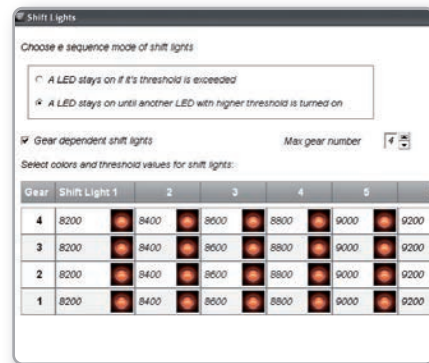 Shift Lights
Choose e sequence mode of shift lights
A LED stays on if it's threshold is exceeded
A LED stays on until another LED with higher threshold is turned on
Gear dependent shift lights Max gear number 4
Select colors and threshold values for shift lights:
Gear Shift Light 1 2 3 4 5
4 8200 8400 8600 8800 9000 9200
3 8200 8400 8600 8800 9000 9200
2 8200 8400 8600 8800 9000 9200
1 8200 8400 8600 8800 9000 9200